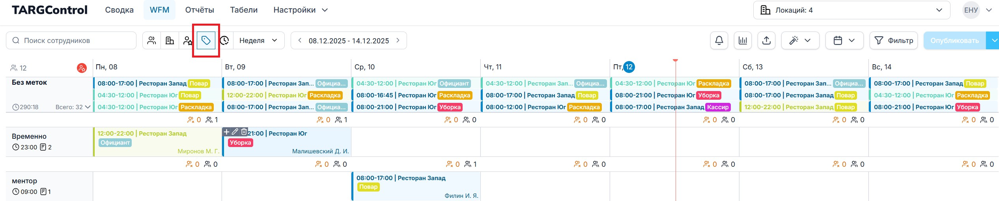 TARGControl Сводка WFM Отчёты Табели Настройки Локаций: 4 ЕНУ
Поиск сотрудников Неделя 08.12.2025 - 14.12.2025 Фильтр Опубликовать
12 Пн, 08 Вт, 09 Ср, 10 Чт, 11 Пт, 12 Сб, 13 Вс, 14
Без меток 08:00-17:00 | Ресторан Запад Повар 08:00-17:00 | Ресторан Зап... Официа... 04:30-12:00 | Ресторан Юг Официант 04:30-12:00 | Ресторан Зап... Официа... 04:30-12:00 | Ресторан Юг Раскладка 08:00-17:00 | Ресторан Зап... Официа... 08:00-17:00 | Ресторан Запад Повар
04:30-12:00 | Ресторан Юг Повар 12:00-22:00 | Ресторан Юг Раскладка 08:00-16:45 | Ресторан Юг Раскладка 08:00-17:00 | Ресторан Запад Повар 08:00-21:00 | Ресторан Юг Уборка 08:00-17:00 | Ресторан Запад Повар 04:30-12:00 | Ресторан Юг Раскладка
290:18 Всего: 32 04:30-12:00 | Ресторан Юг Раскладка 08:00-17:00 | Ресторан Зап... Официа... 08:00-21:00 | Ресторан Юг Уборка 08:00-12:00 | Ресторан Юг Раскладка 08:00-17:00 | Ресторан Запад Кассир 12:00-22:00 | Ресторан Запад Повар 08:00-21:00 | Ресторан Юг Уборка
0 1 0 1 0 0 0 0 0 0 0 0 0 0
Временно 12:00-22:00 | Ресторан Запад 21:00 | Ресторан Юг
23:00 2 Официант Уборка
Миронов М. Г. Малишевский Д. И.
0 0 0 0 0 1 0 0 0 0 0 0 0 0
ментор 08:00-17:00 | Ресторан Запад
09:00 1 Повар
Филин И. Я.